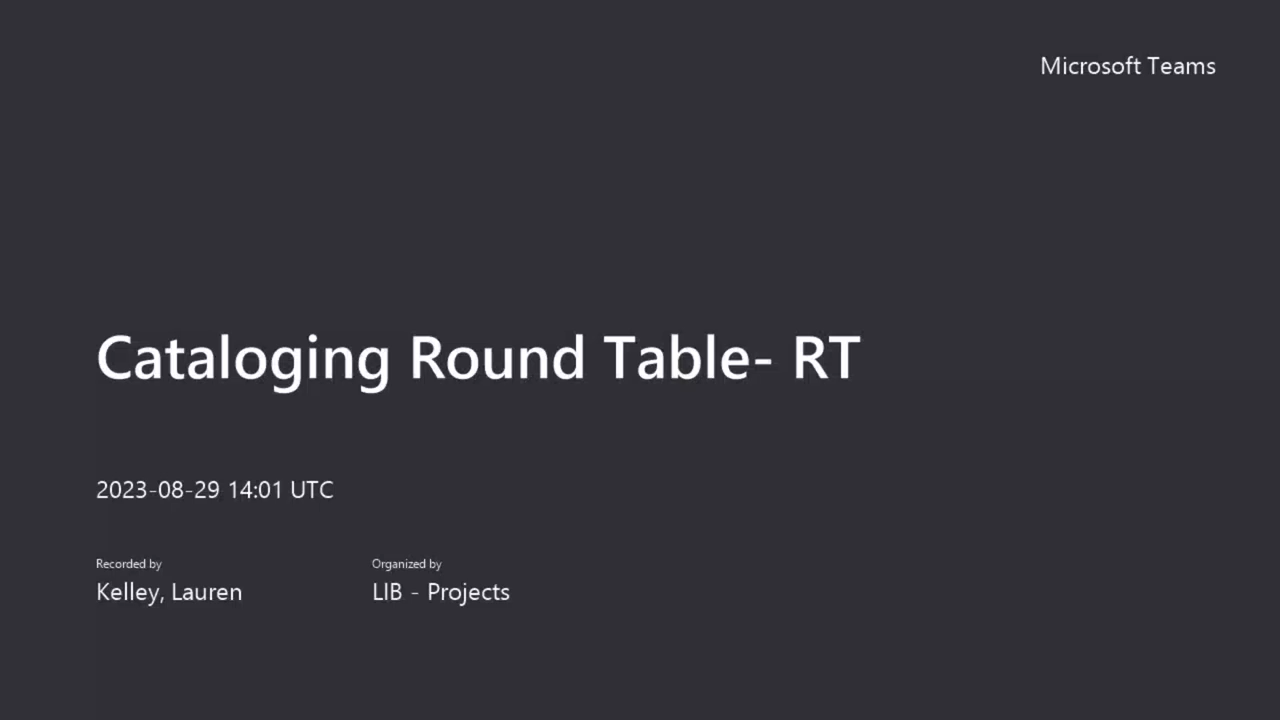 Microsoft Teams
Cataloging Round Table- RT
2023-08-29 14:01 UTC
Recorded by
Kelley, Lauren
Organized by
LIB - Projects